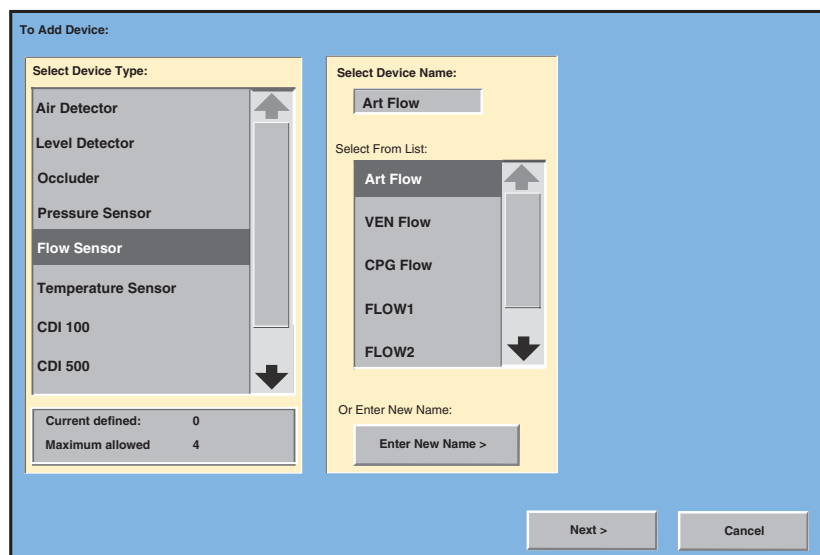 To Add Device:
Select Device Type:
Air Detector
Level Detector
Occluder
Pressure Sensor
Flow Sensor
Temperature Sensor
CDI 100
CDI 500
Current defined: 0
Maximum allowed 4
Select Device Name:
Art Flow
Select From List:
Art Flow
VEN Flow
CPG Flow
FLOW1
FLOW2
Or Enter New Name:
Enter New Name >
Next >
Cancel